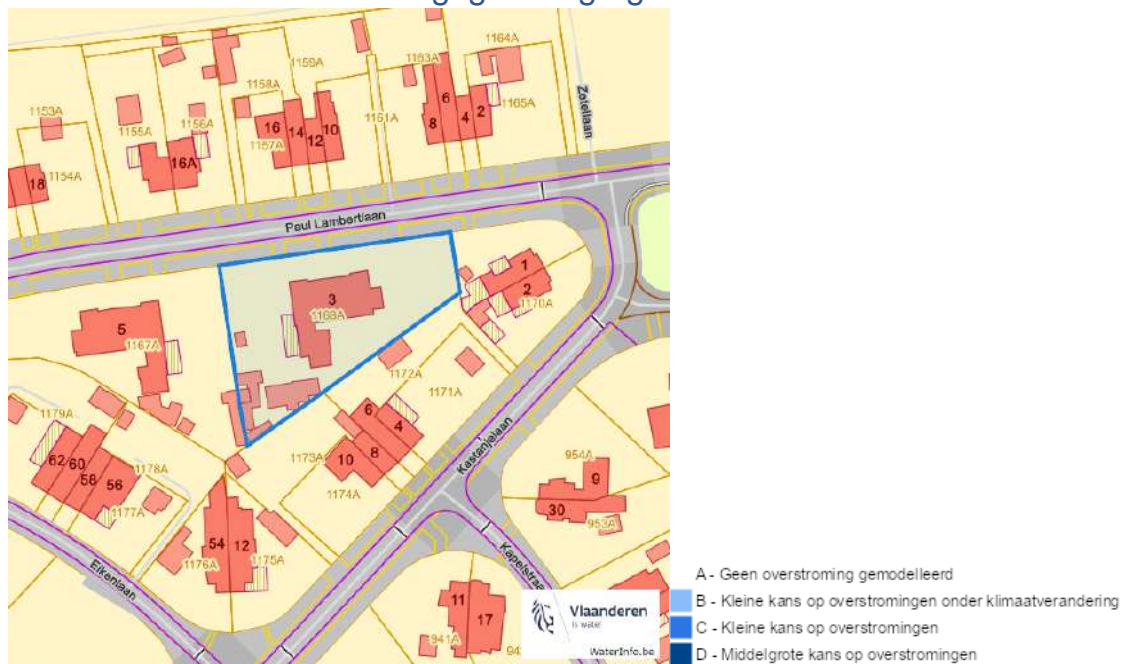 1164A
1163A
1159A
1158A
6
1165A
1153A
1161A
2
4
1155A
1156A
16
10
8
14
12
Zotellaan
1157A
16A
18
1154A
Paul Lambertlaan
1
3
2
1168A
1170A
5
1167A
1172A
1171A
1179A
6
4
Kastanjelaan
62
60
1173A
8
954A
58
56
1178A
10
9
1174A
1177A
30
953A
54
12
1176A
1175A
Eikenlaan
Kapelstraa
11
17
941A
94
Vlaanderen
is water
WaterInfo.be
A - Geen overstroming gemodelleerd
B - Kleine kans op overstromingen onder klimaatverandering
C - Kleine kans op overstromingen
D - Middelgrote kans op overstromingen